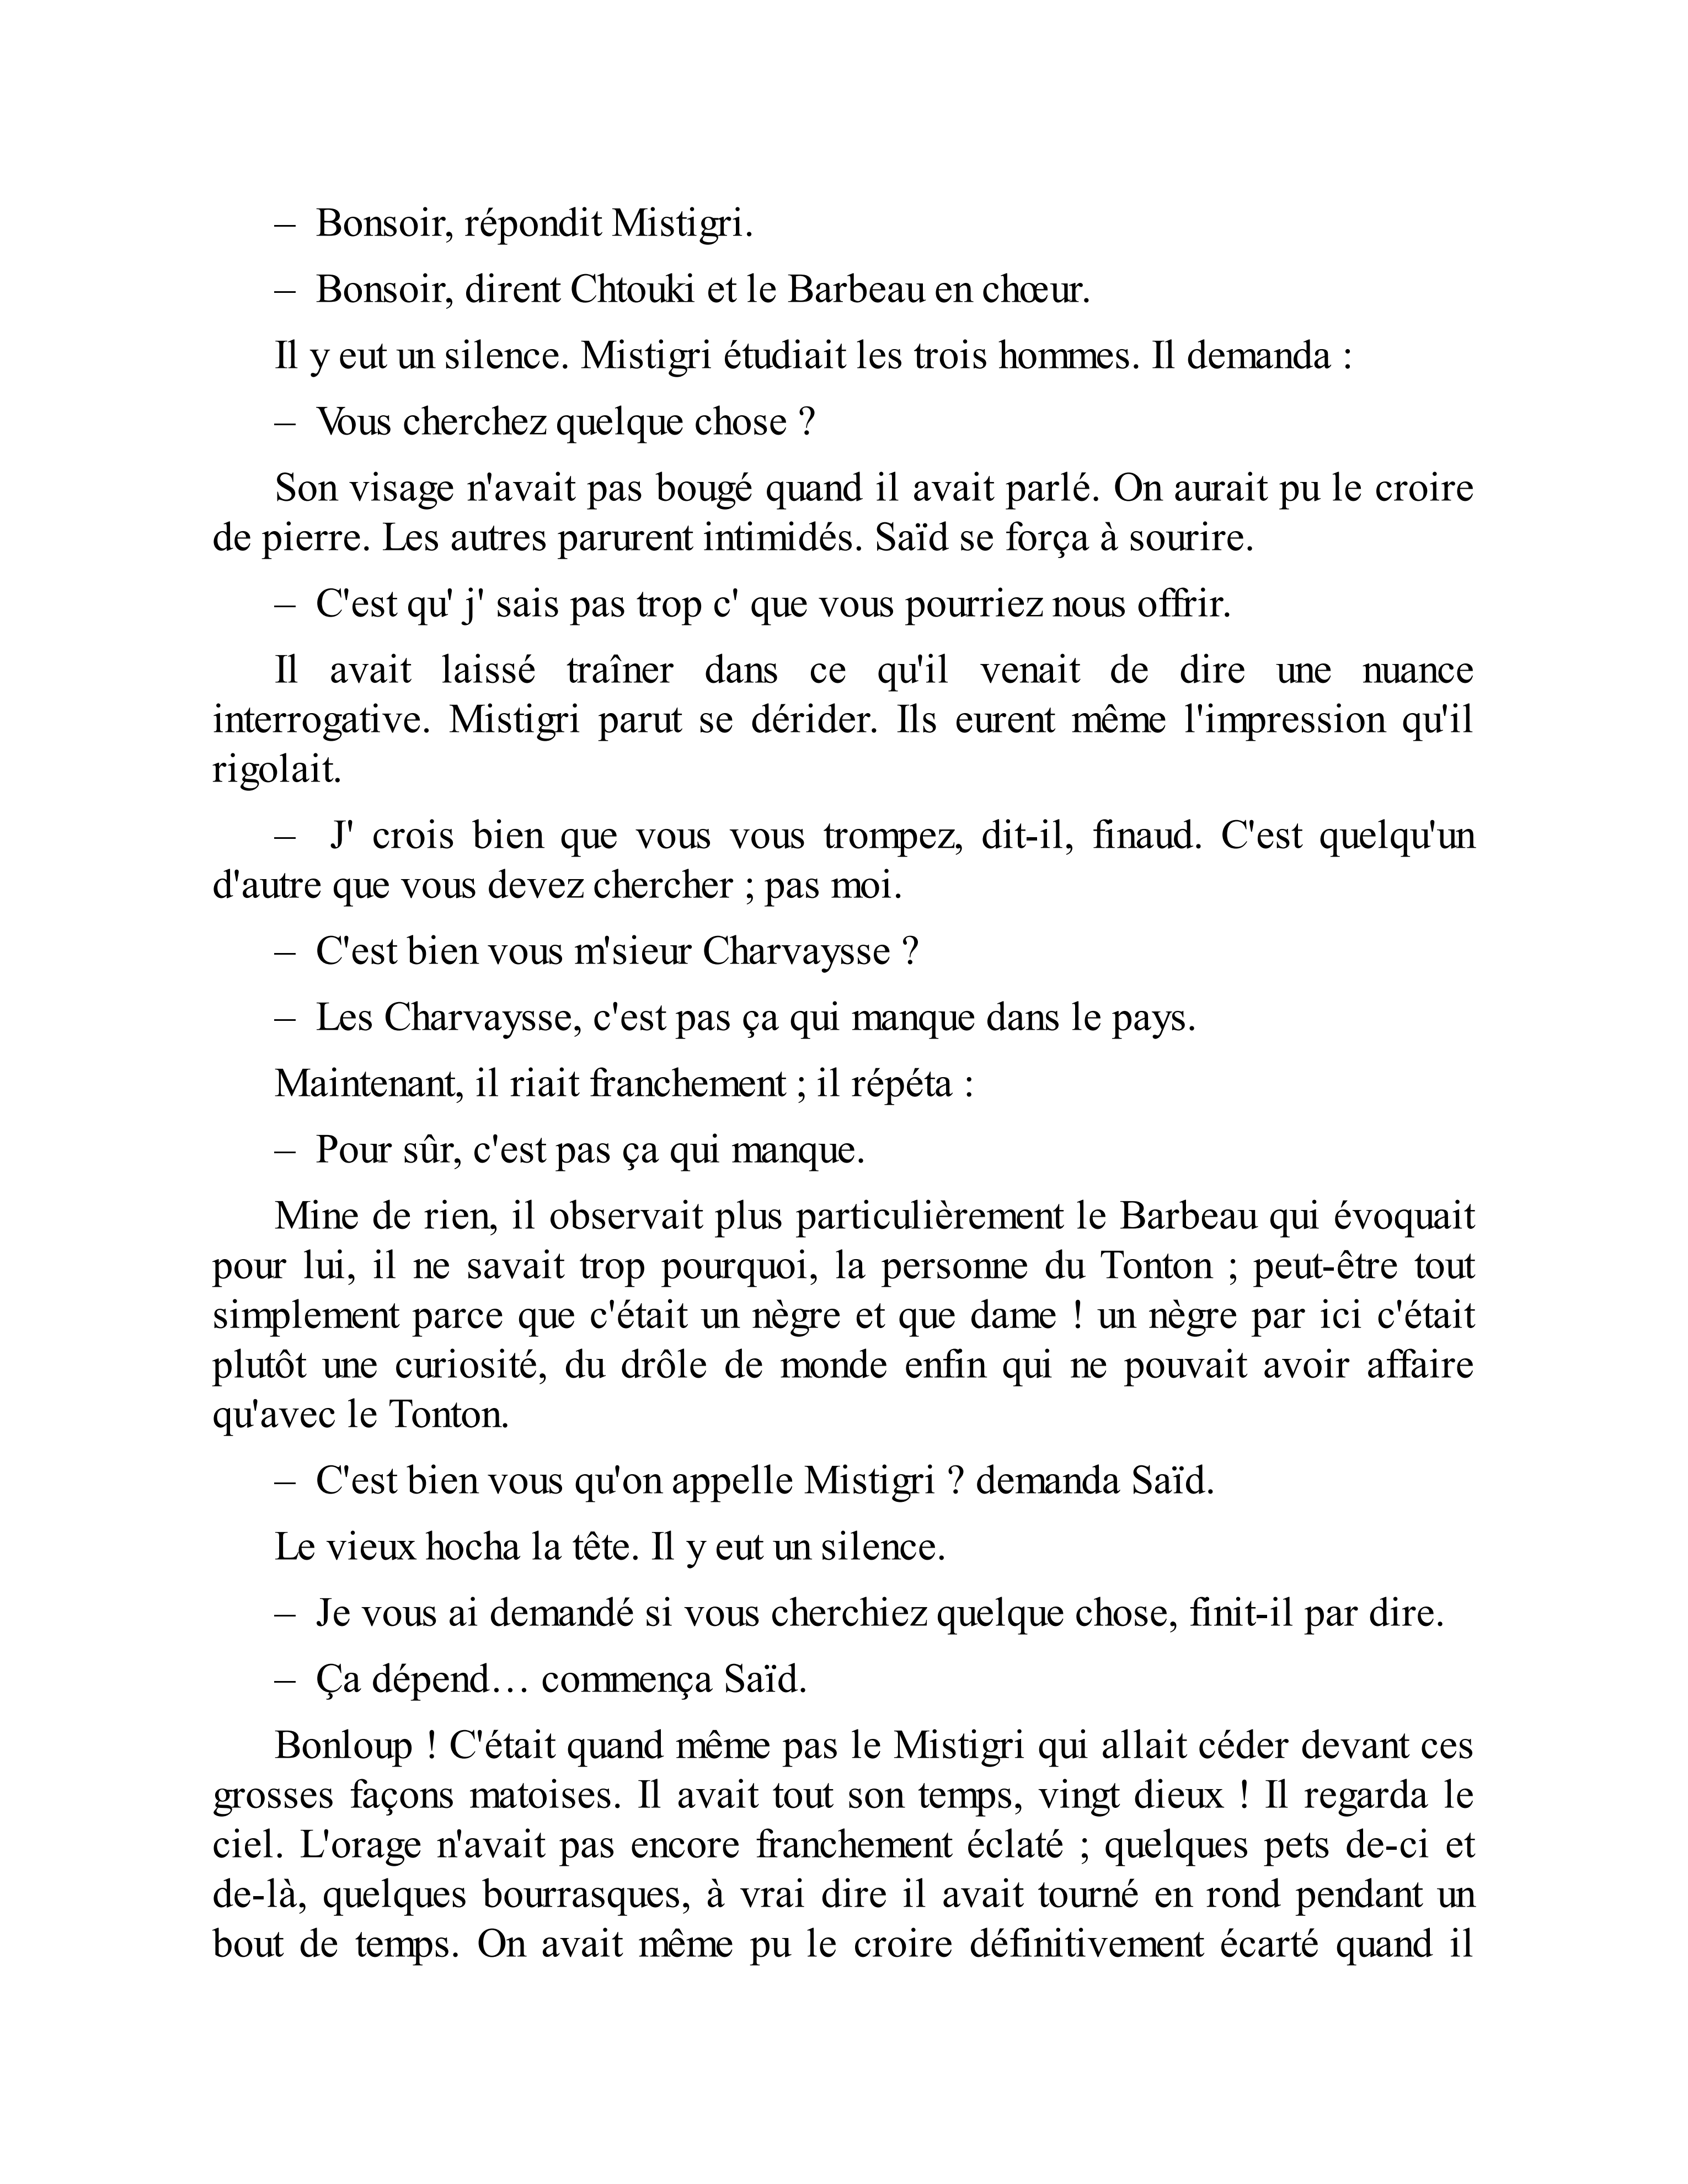 – Bonsoir, répondit Mistigri.
– Bonsoir, dirent Chtouki et le Barbeau en chœur.
Il y eut un silence. Mistigri étudiait les trois hommes. Il demanda :
– Vous cherchez quelque chose ?
Son visage n'avait pas bougé quand il avait parlé. On aurait pu le croire
de pierre. Les autres parurent intimidés. Saïd se força à sourire.
– C'est qu' j' sais pas trop c' que vous pourriez nous offrir.
Il avait laissé traîner dans ce qu'il venait de dire une nuance
interrogative. Mistigri parut se dérider. Ils eurent même l'impression qu'il
rigolait.
– J' crois bien que vous vous trompez, dit-il, finaud. C'est quelqu'un
d'autre que vous devez chercher ; pas moi.
– C'est bien vous m'sieur Charvaysse ?
– Les Charvaysse, c'est pas ça qui manque dans le pays.
Maintenant, il riait franchement ; il répéta :
– Pour sûr, c'est pas ça qui manque.
Mine de rien, il observait plus particulièrement le Barbeau qui évoquait
pour lui, il ne savait trop pourquoi, la personne du Tonton ; peut-être tout
simplement parce que c'était un nègre et que dame ! un nègre par ici c'était
plutôt une curiosité, du drôle de monde enfin qui ne pouvait avoir affaire
qu'avec le Tonton.
– C'est bien vous qu'on appelle Mistigri ? demanda Saïd.
Le vieux hocha la tête. Il y eut un silence.
– Je vous ai demandé si vous cherchiez quelque chose, finit-il par dire.
– Ça dépend… commença Saïd.
Bonloup ! C'était quand même pas le Mistigri qui allait céder devant ces
grosses façons matoises. Il avait tout son temps, vingt dieux ! Il regarda le
ciel. L'orage n'avait pas encore franchement éclaté ; quelques pets de-ci et
de-là, quelques bourrasques, à vrai dire il avait tourné en rond pendant un
bout de temps. On avait même pu le croire définitivement écarté quand il